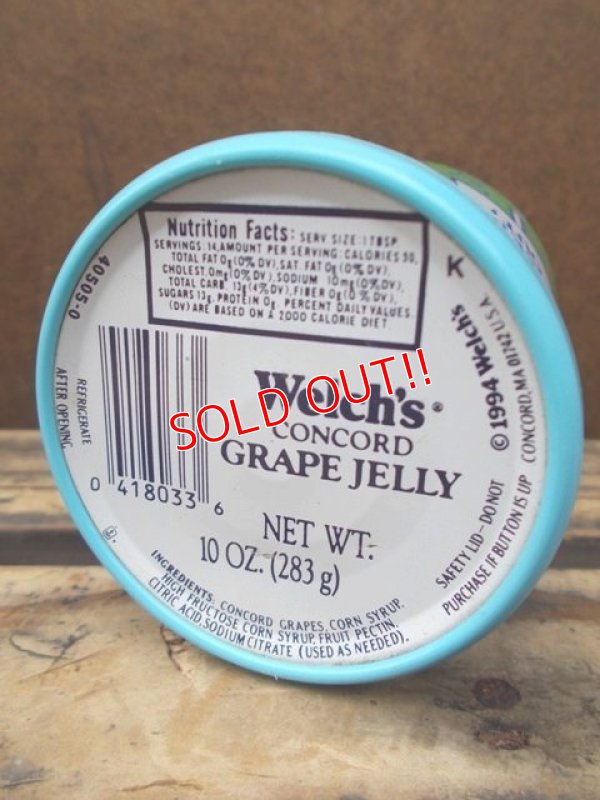 Nutrition Facts: SERV SIZE:1TBSP
SERVINGS 14, AMOUNT PER SERVING: CALORIES 50,
TOTAL FAT 0g (0% DV), SAT. FAT 0g (0% DV),
CHOLEST. 0mg (0% DV), SODIUM 10mg (0% DV),
TOTAL CARB. 13g (4% DV), FIBER 0g (0% DV),
SUGARS 13g, PROTEIN 0g PERCENT DAILY VALUES
(DV) ARE BASED ON A 2000 CALORIE DIET
K
40505-0
REFRIGERATE
AFTER OPENING
0 418033 6
Welch's®
CONCORD
GRAPE JELLY
SOLD OUT!!
NET WT:
10 OZ. (283 g)
© 1994 Welch's
CONCORD, MA 01742 U.S.A
SAFETY LID—DO NOT
PURCHASE IF BUTTON IS UP
INGREDIENTS: CONCORD GRAPES, CORN SYRUP,
HIGH FRUCTOSE CORN SYRUP, FRUIT PECTIN,
CITRIC ACID, SODIUM CITRATE (USED AS NEEDED).